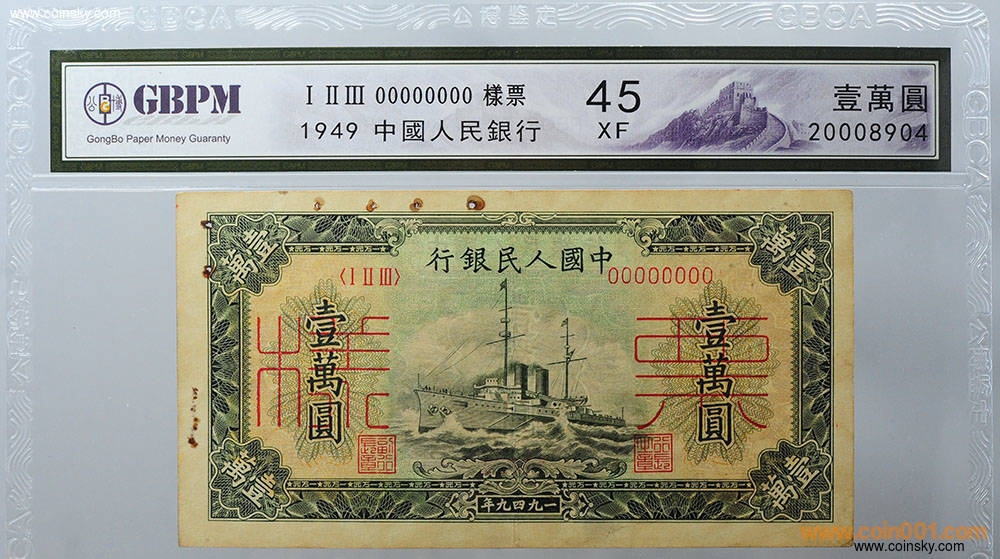 www.coinsky.com
www.coinsky.com
公博鉴定
GBCA
GBPM
GongBo Paper Money Guaranty
Ⅰ Ⅱ Ⅲ 00000000 樣票
1949 中國人民銀行
45
XF
壹萬圓
20008904
行銀民人國中
〈Ⅰ Ⅱ Ⅲ〉
00000000
壹萬
壹萬
壹萬圓
壹萬圓
樣
票
壹萬
壹萬
年九四九一
www.coin001.com
www.coinsky.com